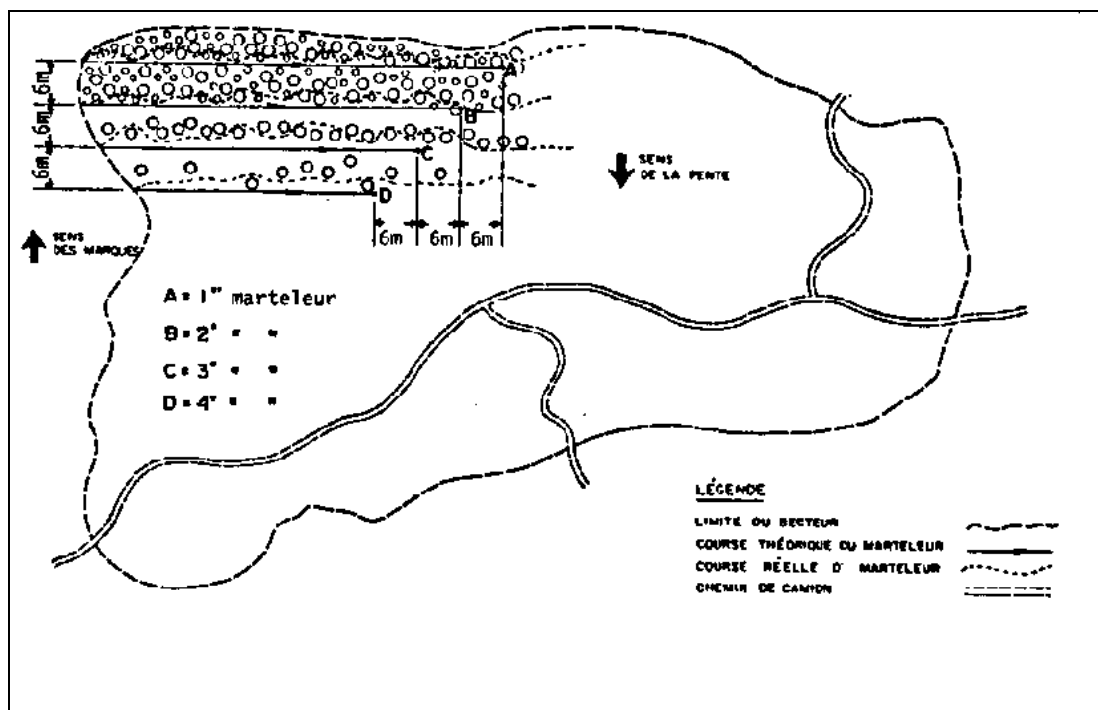 A
6m
6m
6m
B
C
D
SENS
DE LA PENTE
6m
6m
6m
SENS
DES MARQUES
A = 1er marteleur
B = 2e " "
C = 3e " "
D = 4e " "
LÉGENDE
LIMITE DU SECTEUR
COURSE THÉORIQUE DU MARTELEUR
COURSE RÉELLE D' MARTELEUR
CHEMIN DE CAMION